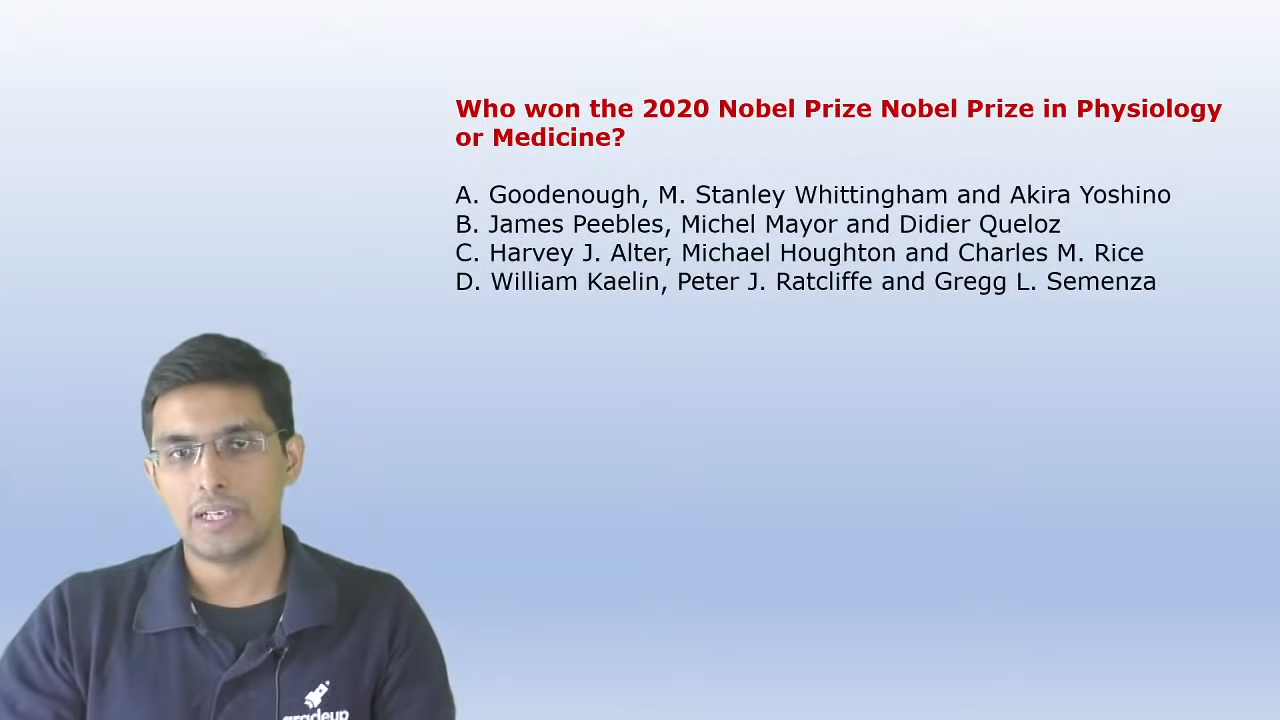 Who won the 2020 Nobel Prize Nobel Prize in Physiology
or Medicine?
A. Goodenough, M. Stanley Whittingham and Akira Yoshino
B. James Peebles, Michel Mayor and Didier Queloz
C. Harvey J. Alter, Michael Houghton and Charles M. Rice
D. William Kaelin, Peter J. Ratcliffe and Gregg L. Semenza
gradeup